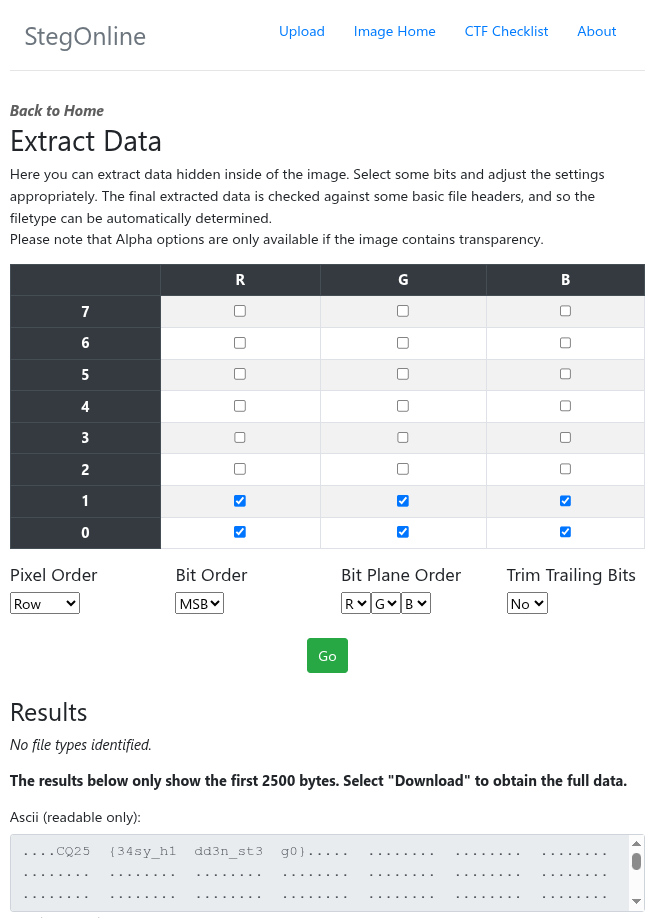 StegOnline
Upload Image Home CTF Checklist About
Back to Home
Extract Data
Here you can extract data hidden inside of the image. Select some bits and adjust the settings
appropriately. The final extracted data is checked against some basic file headers, and so the
filetype can be automatically determined.
Please note that Alpha options are only available if the image contains transparency.
R G B
7
6
5
4
3
2
1
0
Pixel Order Bit Order Bit Plane Order Trim Trailing Bits
Row MSB R G B No
Go
Results
No file types identified.
The results below only show the first 2500 bytes. Select "Download" to obtain the full data.
Ascii (readable only):
....CQ25 {34sy_h1 dd3n_st3 g0}..... ........ ........ ........
........ ........ ........ ........ ........ ........ ........
........ ........ ........ ........ ........ ........ ........